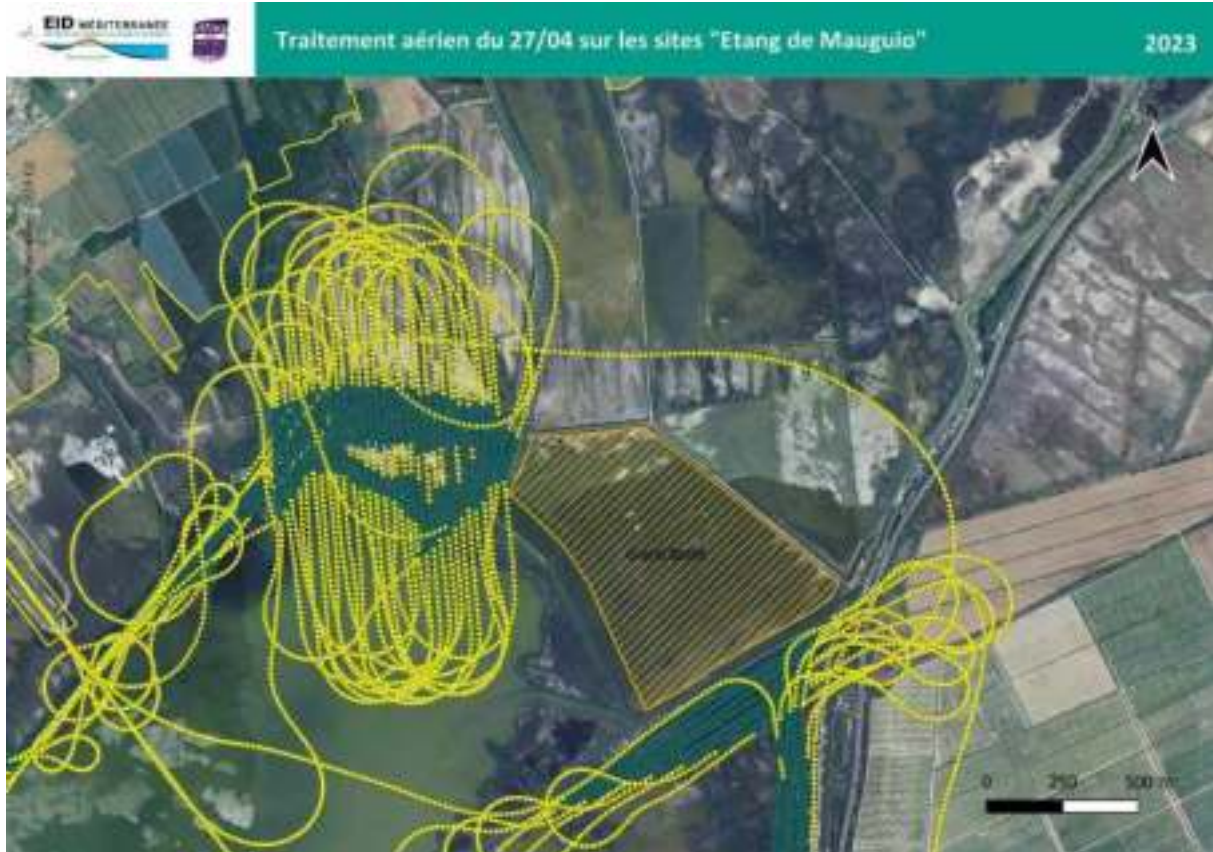 EID MÉDITERRANÉE
Traitement aérien du 27/04 sur les sites "Etang de Mauguio"
2023
0 250 500 m